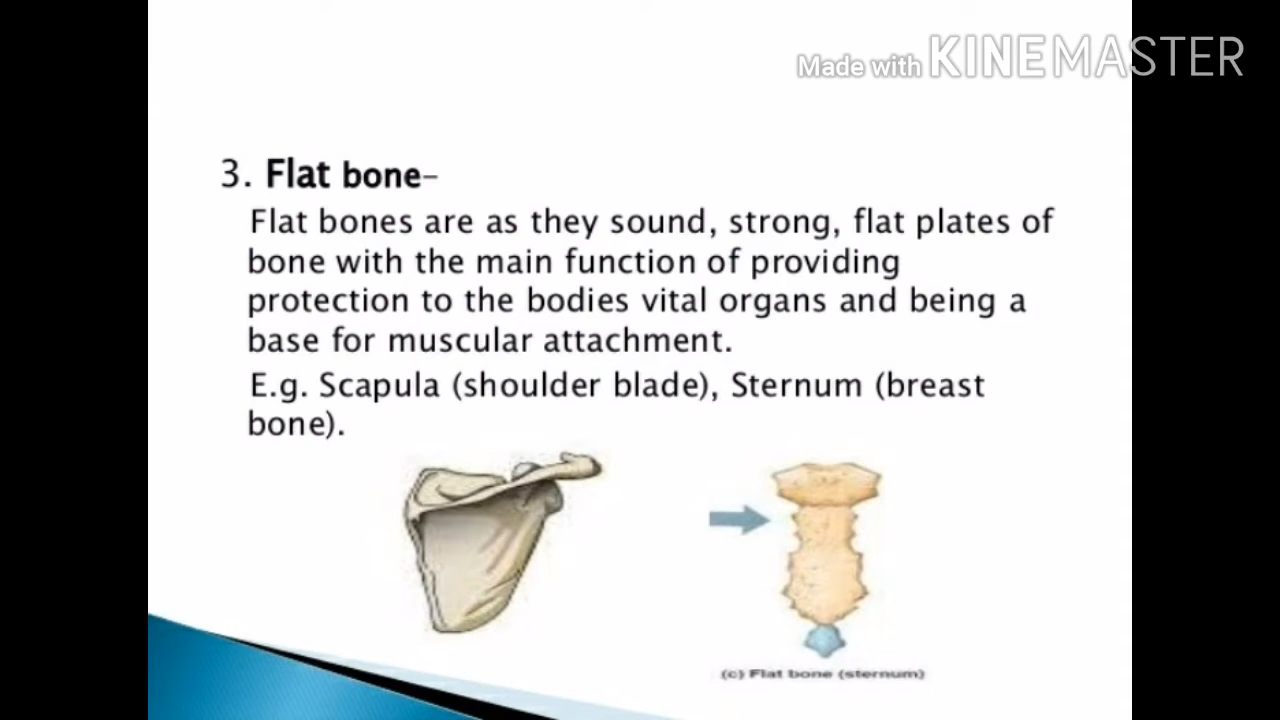 Made with KINEMASTER
3. Flat bone-
Flat bones are as they sound, strong, flat plates of
bone with the main function of providing
protection to the bodies vital organs and being a
base for muscular attachment.
E.g. Scapula (shoulder blade), Sternum (breast
bone).
(c) Flat bone (sternum)